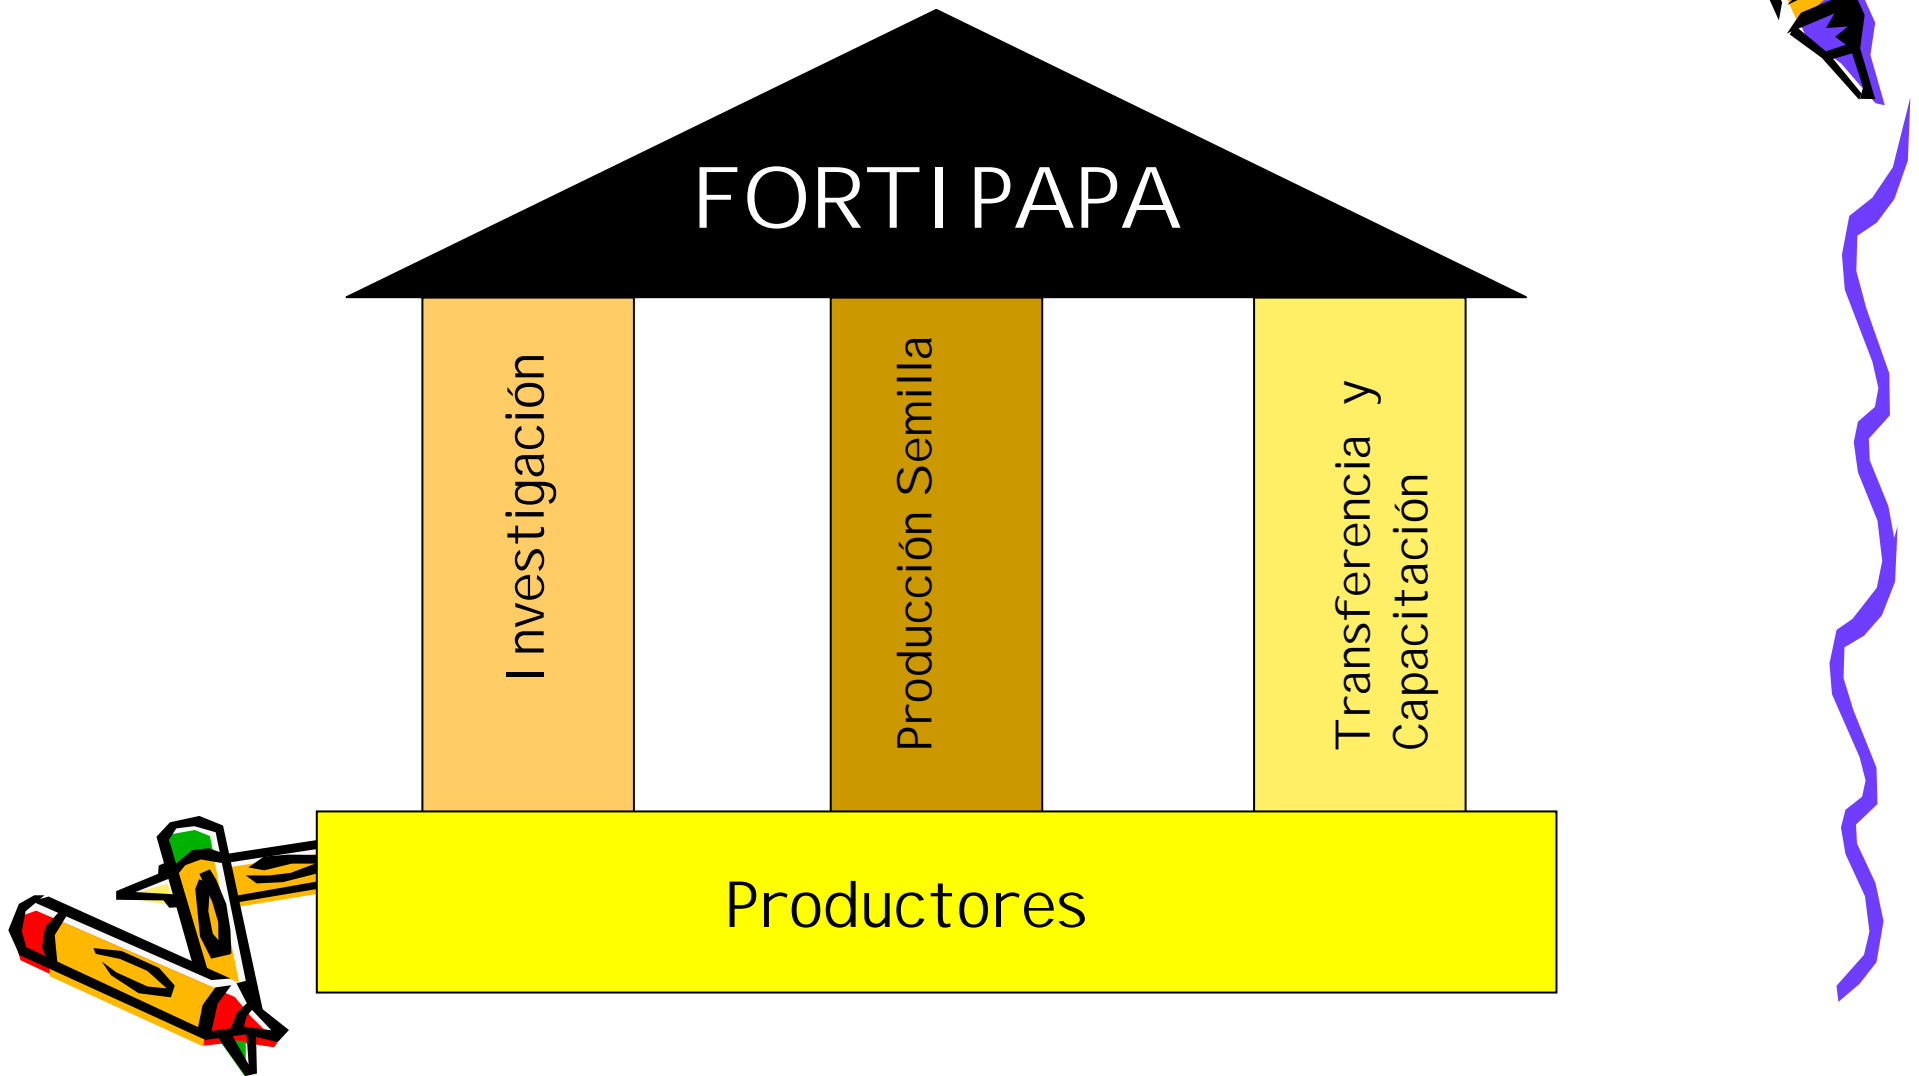 FORTIPAPA
Investigación
Producción Semilla
Transferencia y
Capacitación
Productores